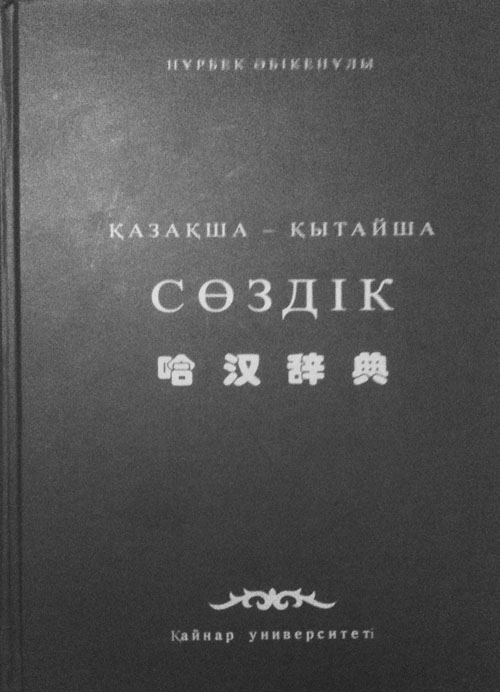 НҰРБЕК ӘБІКЕНҰЛЫ
ҚАЗАҚША – ҚЫТАЙША
СӨЗДІК
哈汉辞典
Қайнар университеті